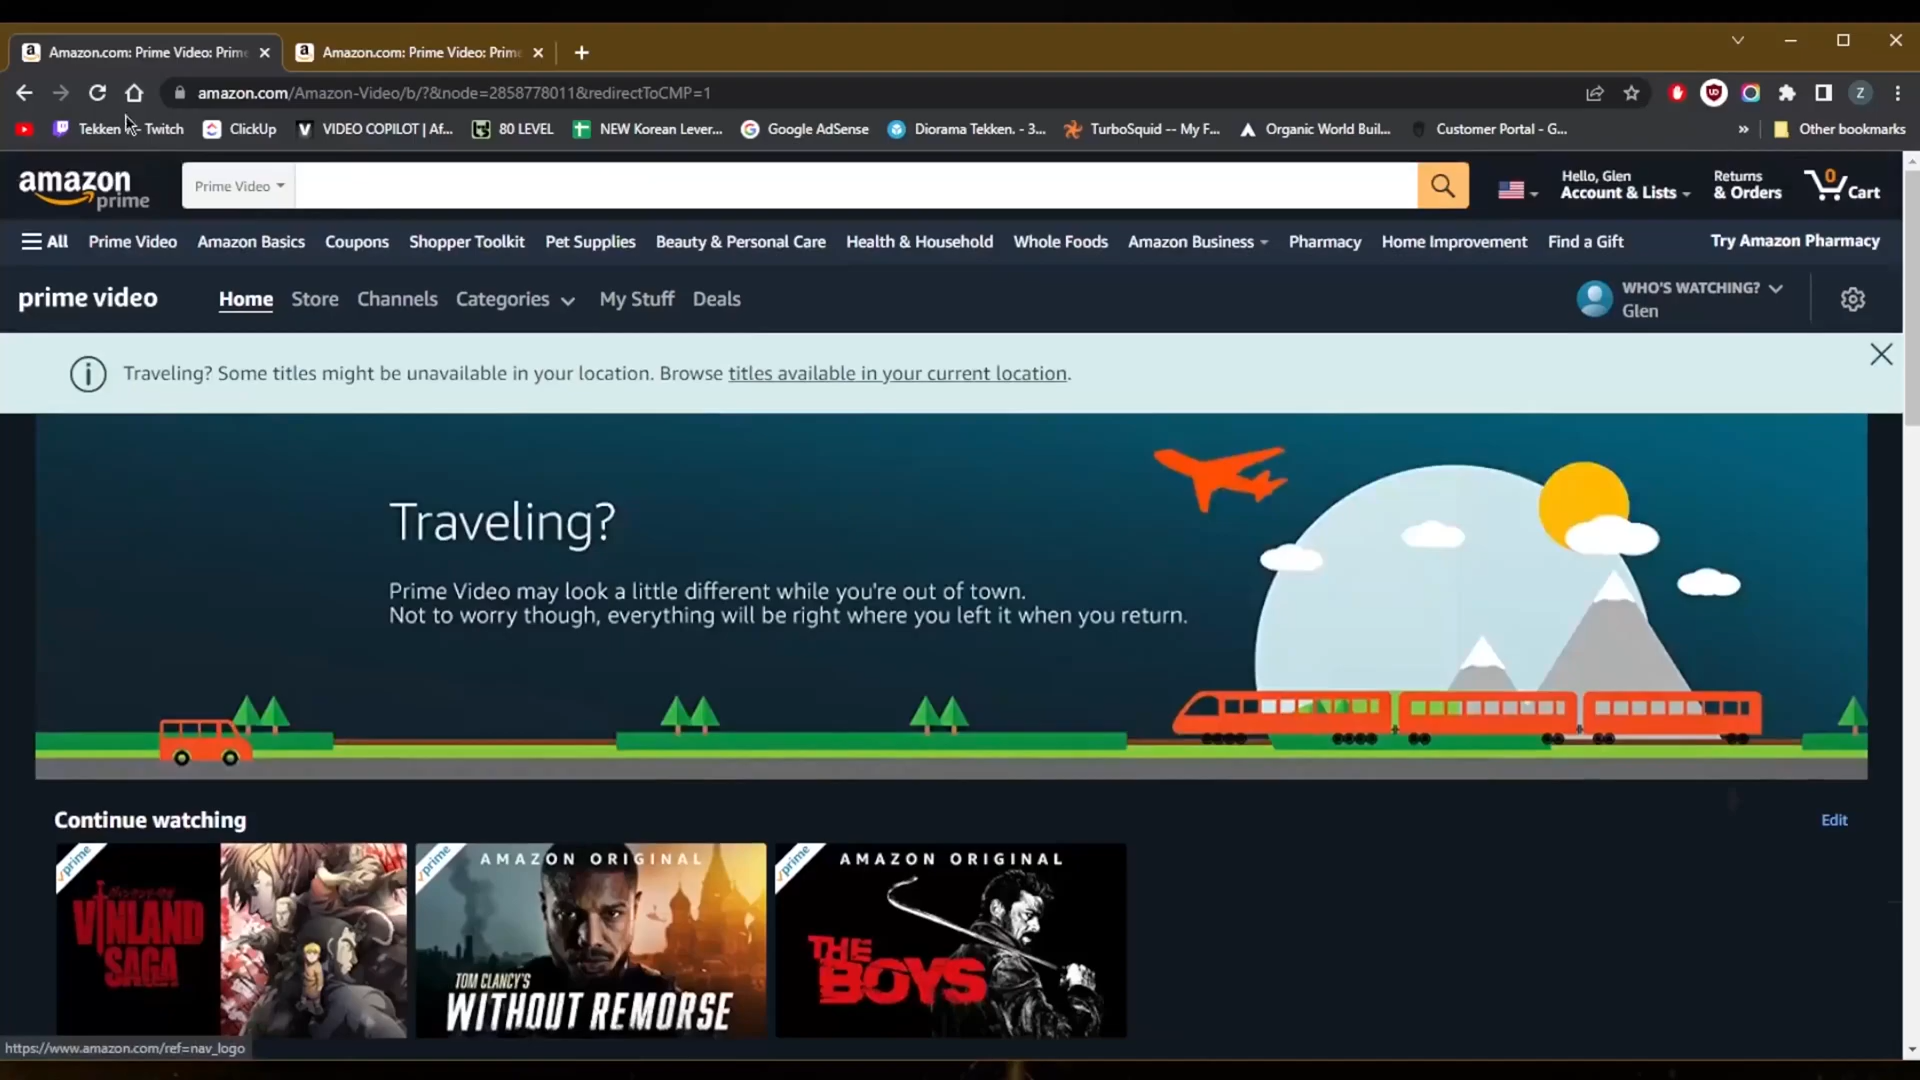 Amazon.com: Prime Video: Prim
Amazon.com: Prime Video: Prim
amazon.com/Amazon-Video/b/?&node=2858778011&redirectToCMP=1
Z
Tekken - Twitch
ClickUp
VIDEO COPILOT | Af...
80 LEVEL
NEW Korean Lever...
Google AdSense
Diorama Tekken. - 3...
TurboSquid -- My F...
Organic World Buil...
Customer Portal - G...
»
Other bookmarks
amazon prime
Prime Video
Hello, Glen
Account & Lists
Returns
& Orders
0
Cart
All
Prime Video
Amazon Basics
Coupons
Shopper Toolkit
Pet Supplies
Beauty & Personal Care
Health & Household
Whole Foods
Amazon Business
Pharmacy
Home Improvement
Find a Gift
Try Amazon Pharmacy
prime video
Home
Store
Channels
Categories
My Stuff
Deals
WHO'S WATCHING?
Glen
Traveling? Some titles might be unavailable in your location. Browse titles available in your current location.
Traveling?
Prime Video may look a little different while you're out of town.
Not to worry though, everything will be right where you left it when you return.
Continue watching
Edit
prime
VINLAND
SAGA
prime
AMAZON ORIGINAL
TOM CLANCY'S
WITHOUT REMORSE
prime
AMAZON ORIGINAL
THE
BOYS
https://www.amazon.com/ref=nav_logo